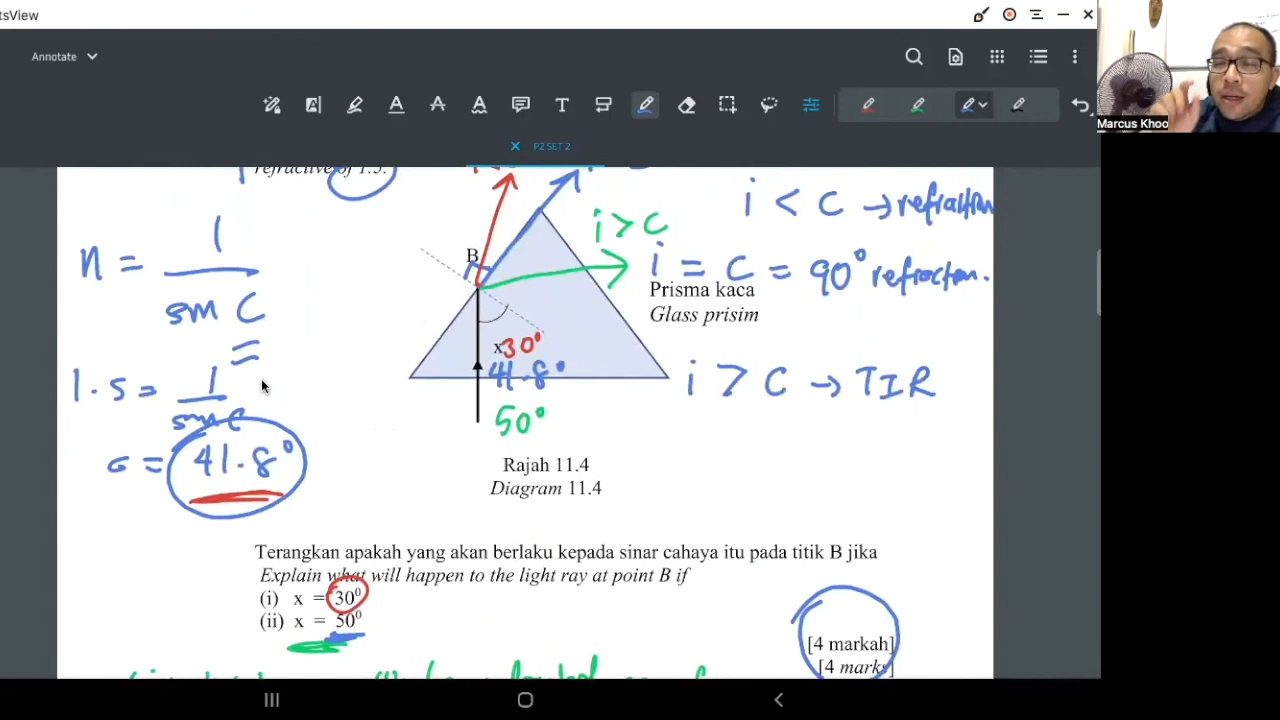 tsView
Annotate
Marcus Khoo
P2 SET 2
refractive of 1.5.
i < C → refraction
n = 1 / sin C
i > C
B
i = C = 90° refraction.
Prisma kaca
Glass prisim
x 30°
41.8°
50°
1.5 = 1 / sin C
i > C → TIR
c = 41.8°
Rajah 11.4
Diagram 11.4
Terangkan apakah yang akan berlaku kepada sinar cahaya itu pada titik B jika
Explain what will happen to the light ray at point B if
(i) x = 30⁰
(ii) x = 50⁰
[4 markah]
[4 marks]